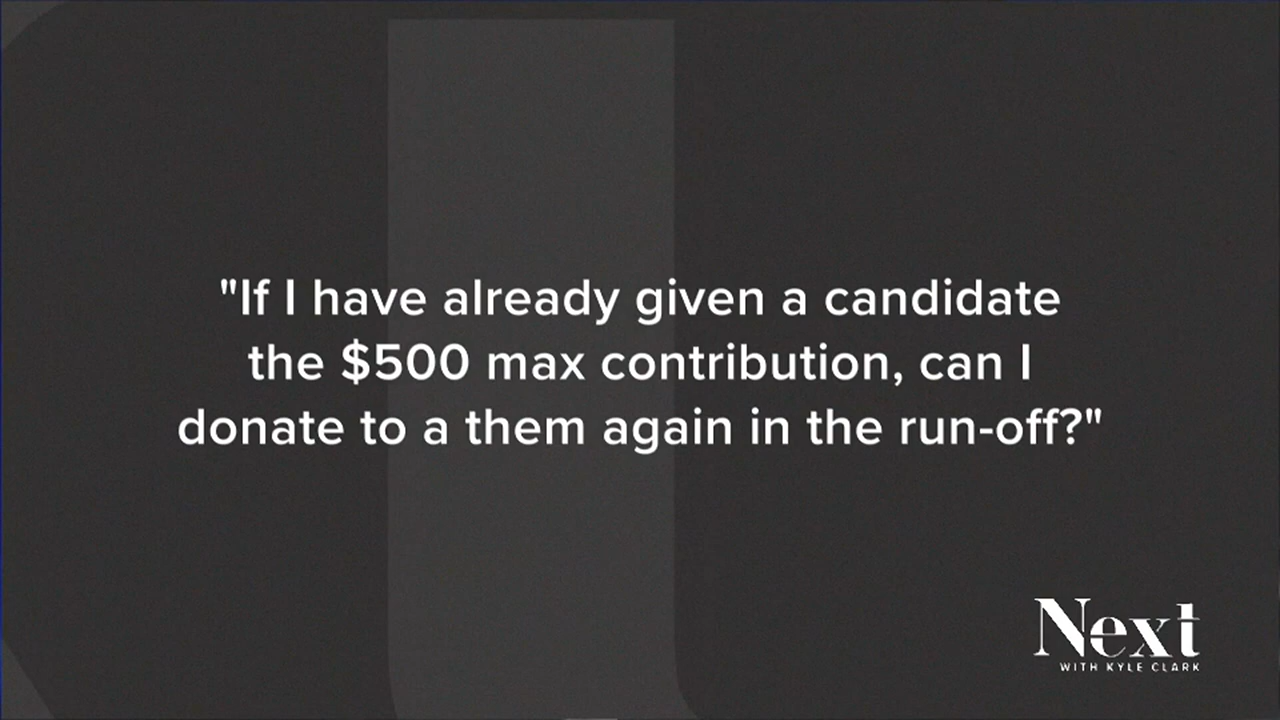 "If I have already given a candidate
the $500 max contribution, can I
donate to a them again in the run-off?"
Next
WITH KYLE CLARK